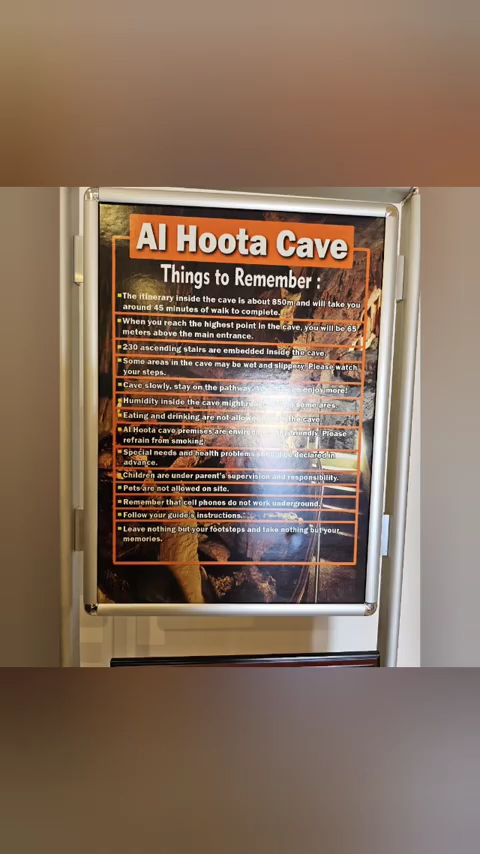 Al Hoota Cave
Things to Remember :
The itinerary inside the cave is about 850m and will take you
around 45 minutes of walk to complete.
When you reach the highest point in the cave, you will be 65
meters above the main entrance.
230 ascending stairs are embedded inside the cave.
Some areas in the cave may be wet and slippery. Please watch
your steps.
Cave slowly, stay on the pathway, enjoy more!
Humidity inside the cave might some areas.
Eating and drinking are not allowed the cave!
Al Hoota cave premises are friendly! Please
refrain from smoking.
Special needs and health problems declared in
advance.
Children are under parent's supervision and responsibility.
Pets are not allowed on site.
Remember that cell phones do not work underground.
Follow your guide's instructions.
Leave nothing but your footsteps and take nothing but your
memories.